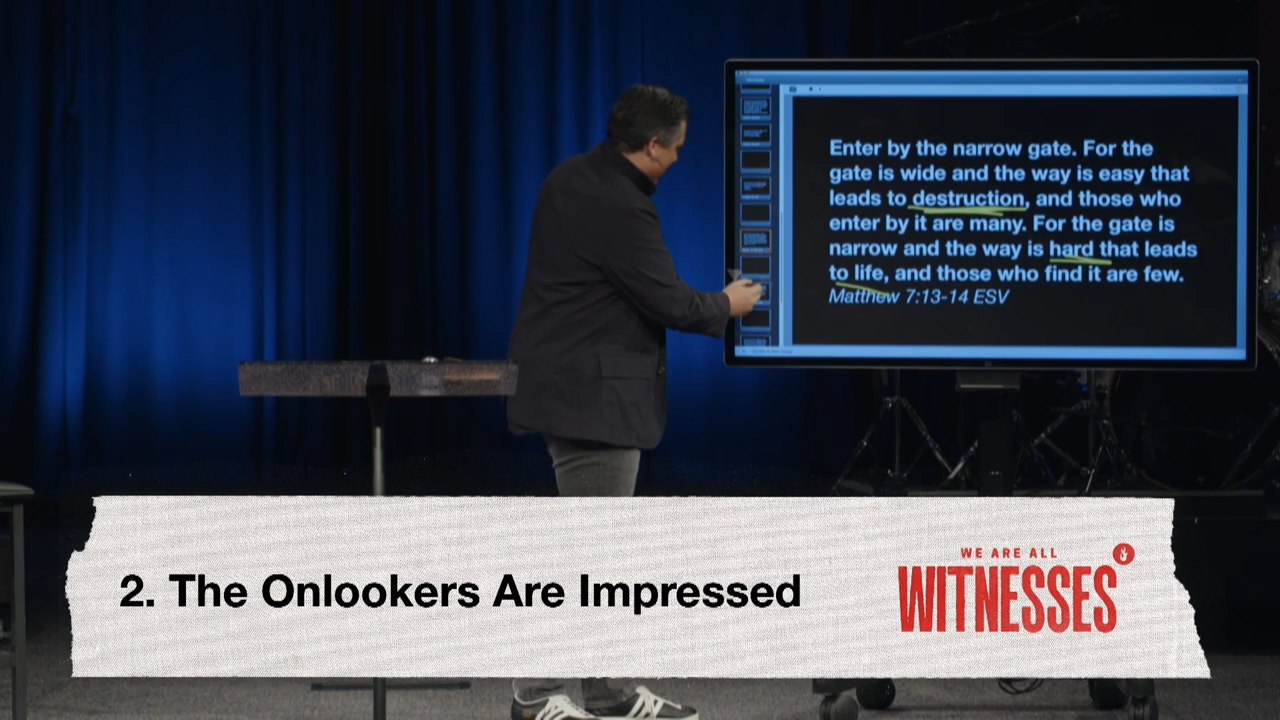 Enter by the narrow gate. For the
gate is wide and the way is easy that
leads to destruction, and those who
enter by it are many. For the gate is
narrow and the way is hard that leads
to life, and those who find it are few.
Matthew 7:13-14 ESV
2. The Onlookers Are Impressed
WE ARE ALL
WITNESSES